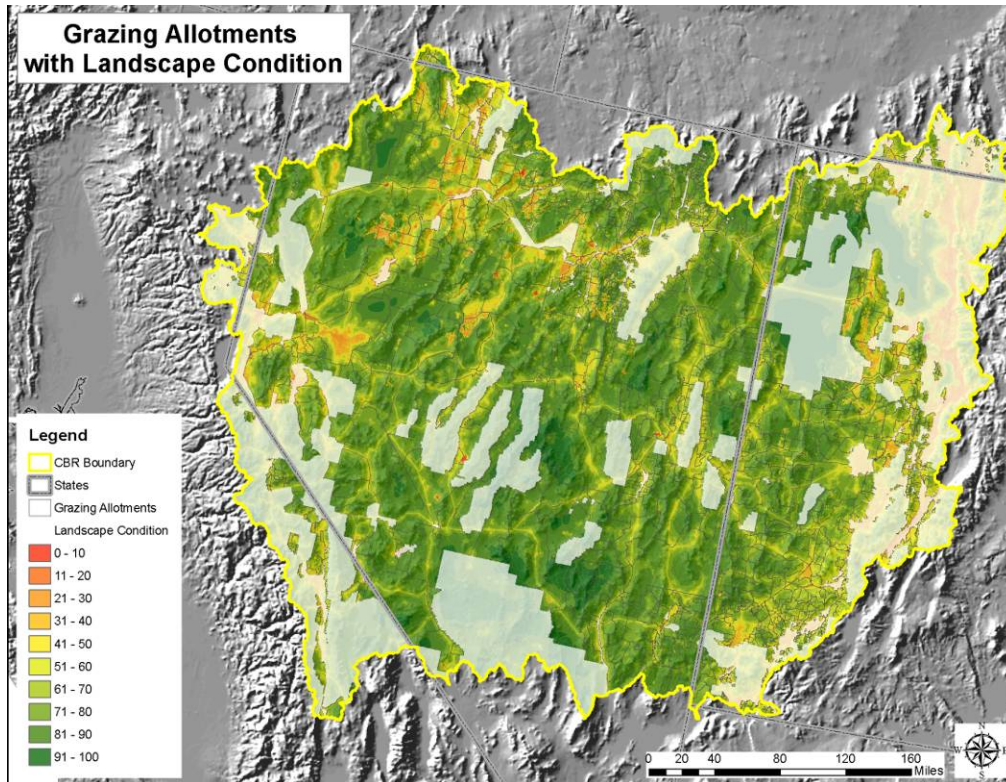 Grazing Allotments
with Landscape Condition
Legend
CBR Boundary
States
Grazing Allotments
Landscape Condition
0 - 10
11 - 20
21 - 30
31 - 40
41 - 50
51 - 60
61 - 70
71 - 80
81 - 90
91 - 100
0 20 40 80 120 160
Miles